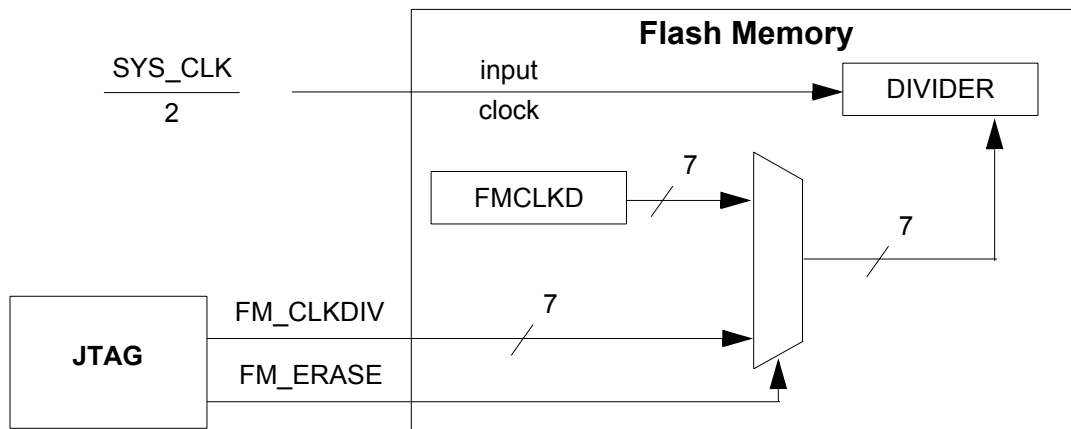 Flash Memory
SYS_CLK
2
input
clock
DIVIDER
7
FMCLKD
7
7
FM_CLKDIV
JTAG
FM_ERASE